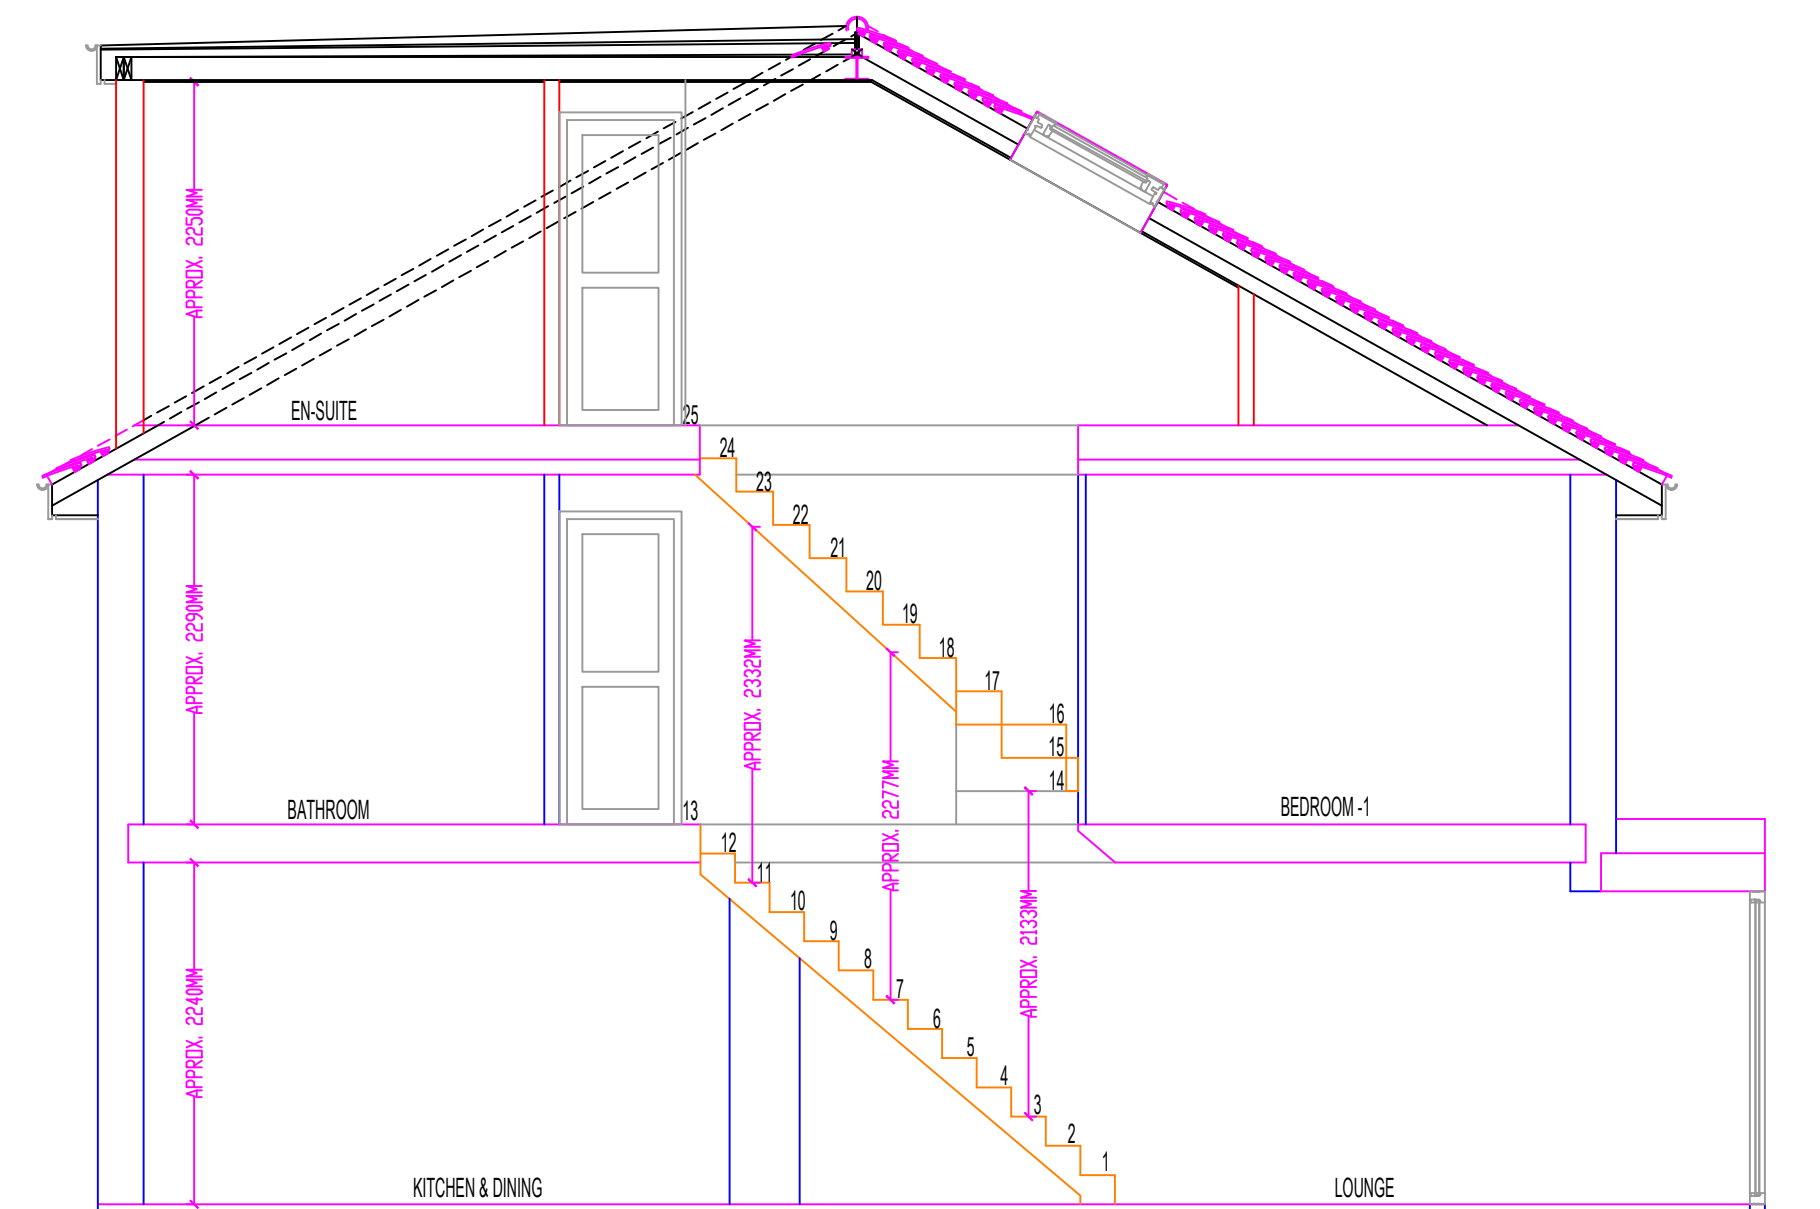 APPROX. 2250MM
EN-SUITE
25
24
23
22
21
20
19
18
17
16
15
14
APPROX. 2290MM
APPROX. 2332MM
APPROX. 2277MM
BATHROOM
13
BEDROOM -1
12
11
10
9
8
7
6
5
4
3
2
1
APPROX. 2133MM
APPROX. 2240MM
KITCHEN & DINING
LOUNGE